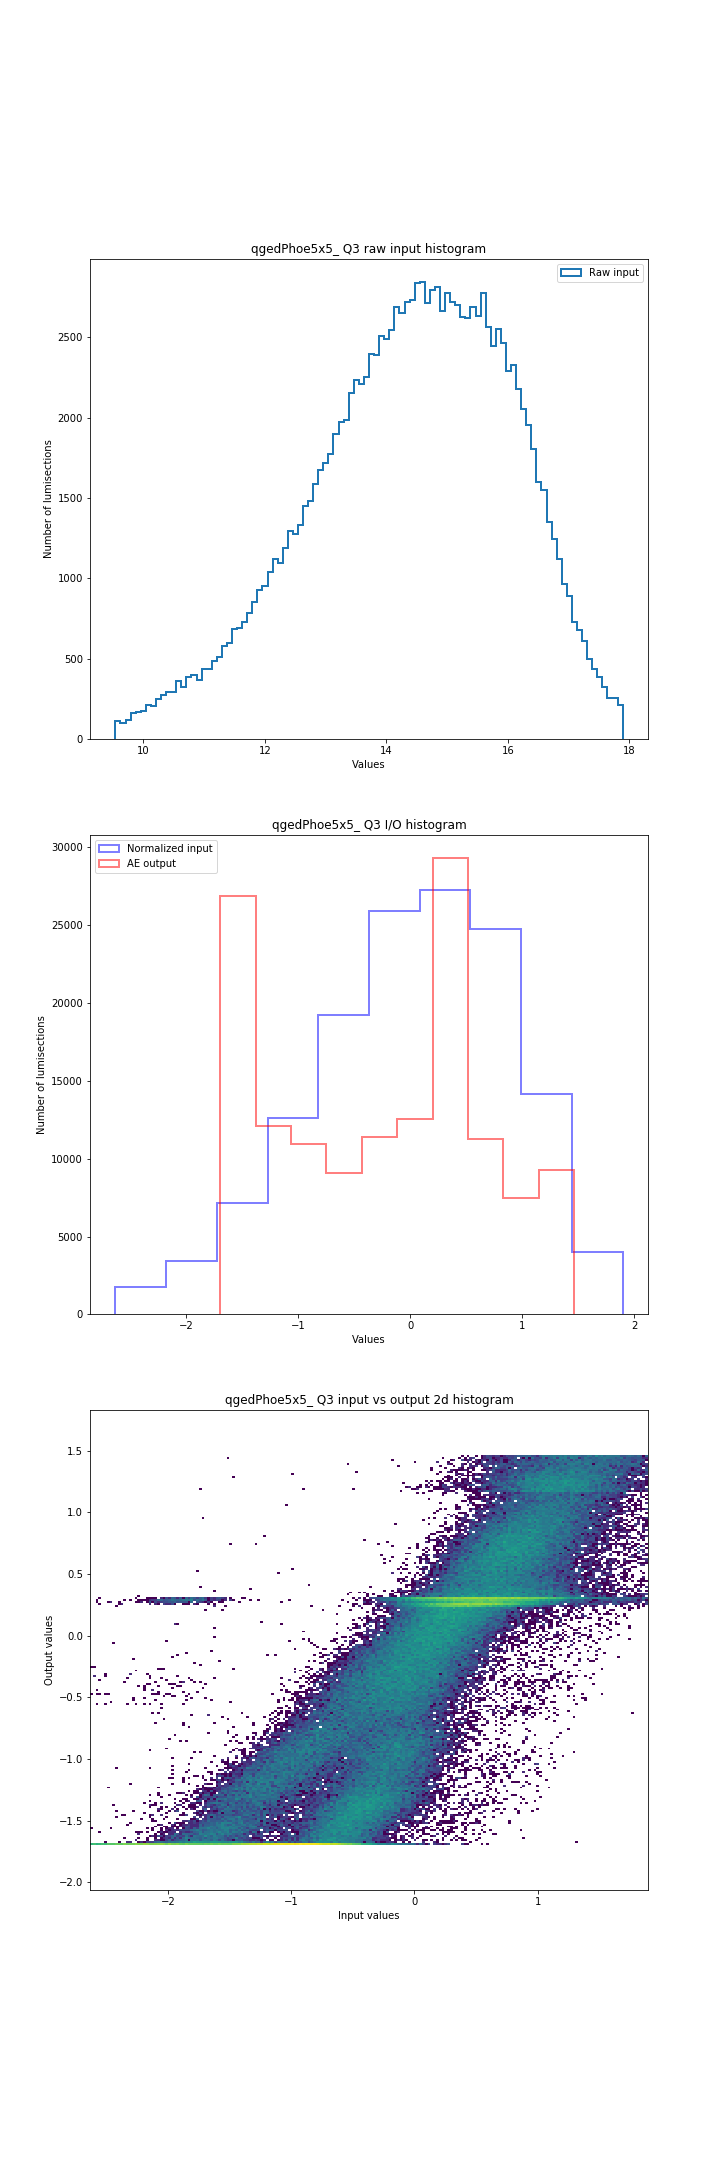 qgedPhoe5x5_ Q3 raw input histogram
Raw input
2500
2000
1500
1000
500
0
Number of lumisections
10 12 14 16 18
Values
qgedPhoe5x5_ Q3 I/O histogram
Normalized input
AE output
30000
25000
20000
15000
10000
5000
0
Number of lumisections
−2 −1 0 1 2
Values
qgedPhoe5x5_ Q3 input vs output 2d histogram
1.5
1.0
0.5
0.0
−0.5
−1.0
−1.5
−2.0
Output values
−2 −1 0 1
Input values